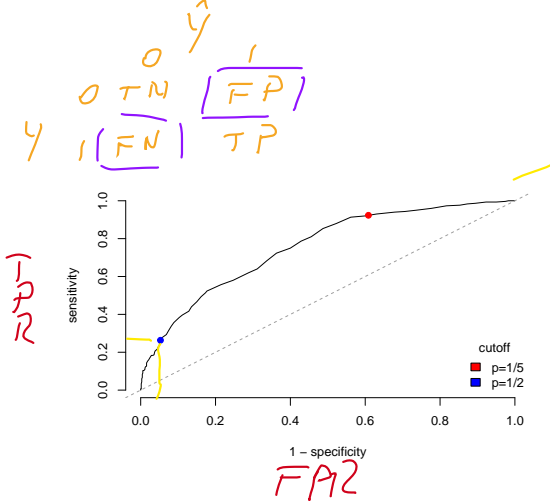 ŷ
0 1
0 TN FP
y 1 FN TP
TPR
sensitivity
1.0
0.8
0.6
0.4
0.2
0.0
cutoff
p=1/5
p=1/2
0.0 0.2 0.4 0.6 0.8 1.0
1 − specificity
FPR